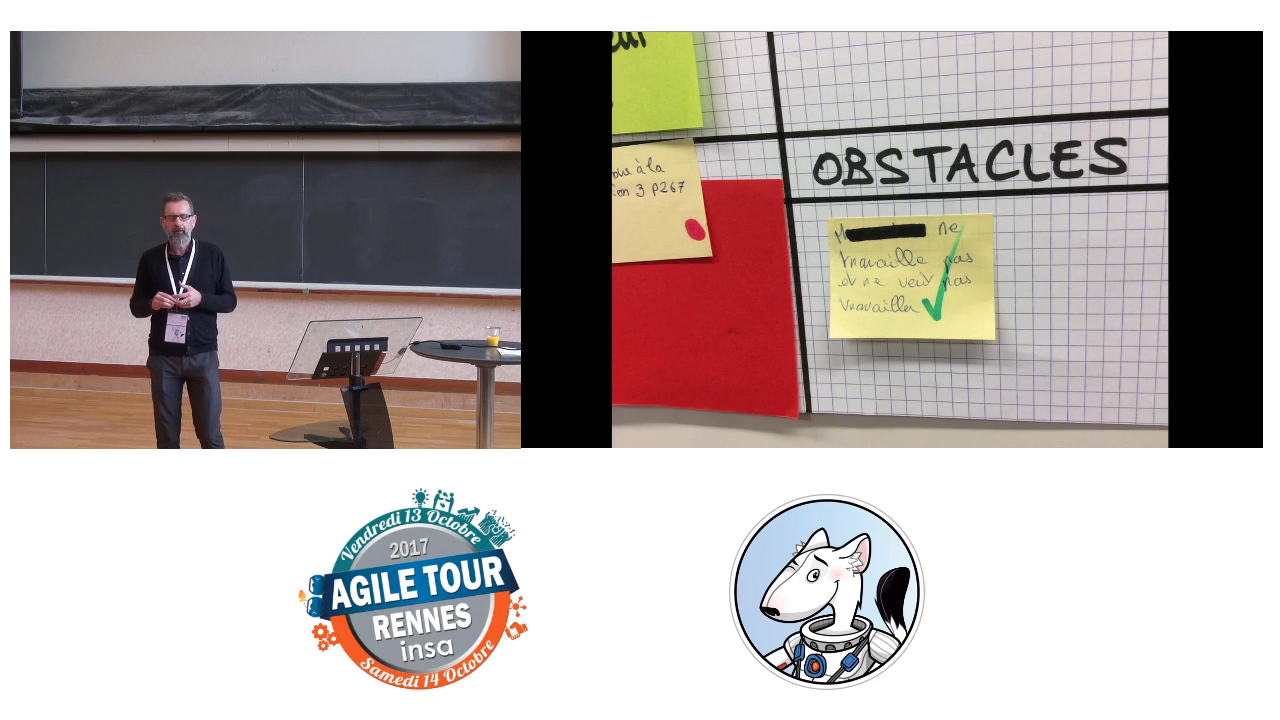 OBSTACLES
à la
3 p267
M ne
travaille pas
et ne veut pas
travailler
Vendredi 13 Octobre
2017
AGILE TOUR
RENNES
insa
Samedi 14 Octobre